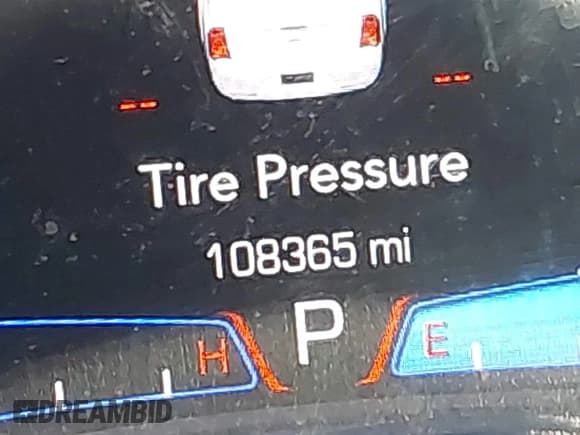 -- --
Tire Pressure
108365 mi
H P E
DREAMBID